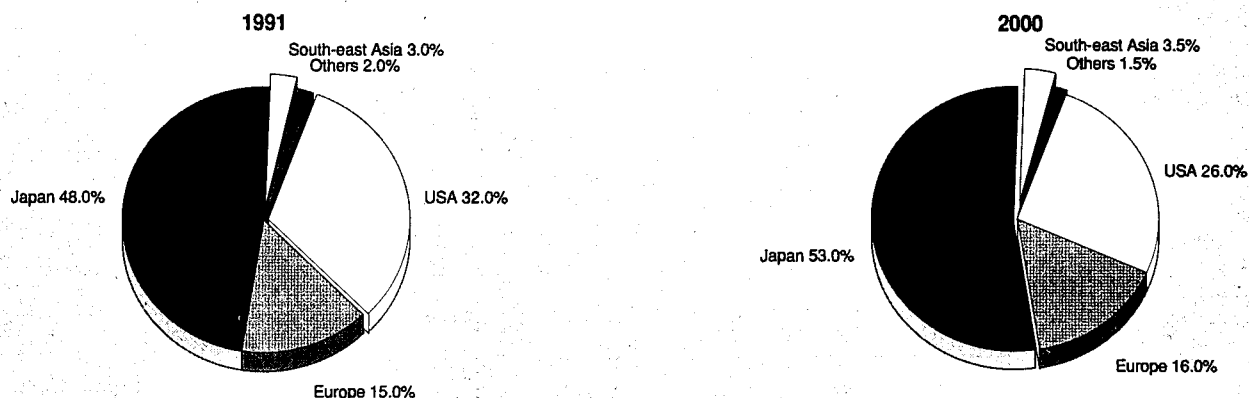 1991
South-east Asia 3.0%
Others 2.0%
Japan 48.0%
USA 32.0%
Europe 15.0%
2000
South-east Asia 3.5%
Others 1.5%
USA 26.0%
Japan 53.0%
Europe 16.0%